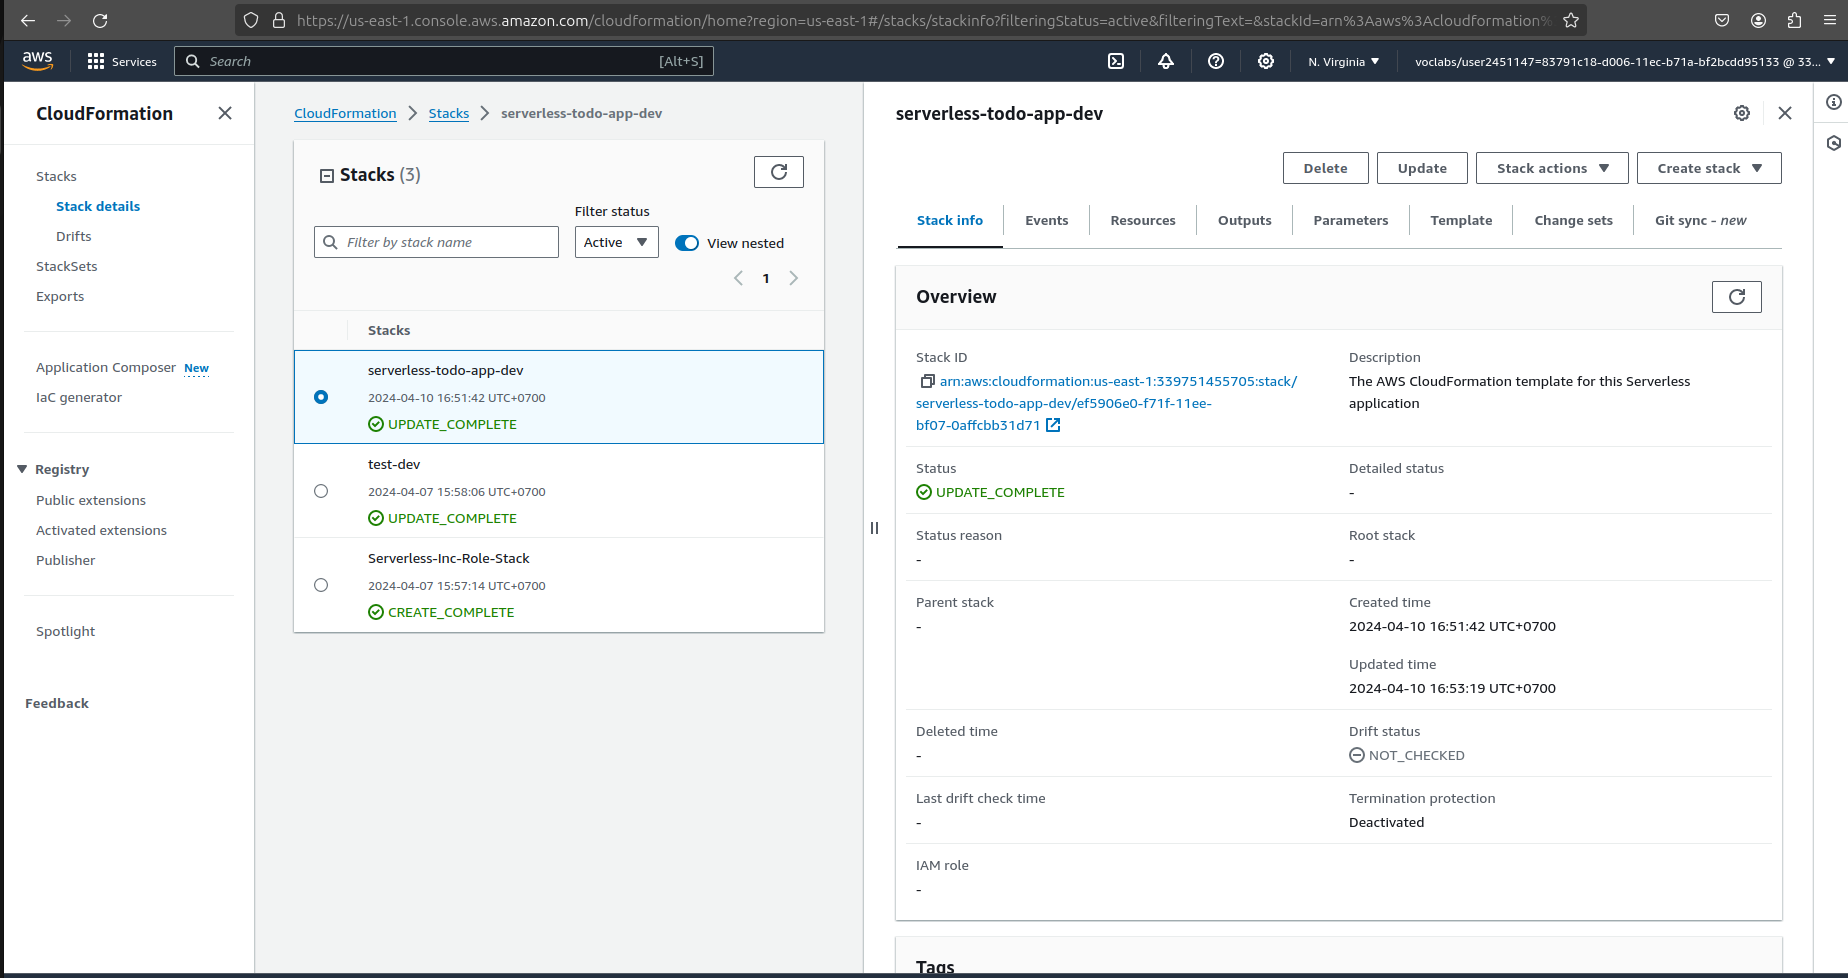 https://us-east-1.console.aws.amazon.com/cloudformation/home?region=us-east-1#/stacks/stackinfo?filteringStatus=active&filteringText=&stackId=arn%3Aaws%3Acloudformation%
aws
Services
Search
[Alt+S]
N. Virginia
voclabs/user2451147=83791c18-d006-11ec-b71a-bf2bcdd95133 @ 33...
CloudFormation
Stacks
Stack details
Drifts
StackSets
Exports
Application Composer New
IaC generator
Registry
Public extensions
Activated extensions
Publisher
Spotlight
Feedback
CloudFormation
Stacks
serverless-todo-app-dev
Stacks (3)
Filter status
Filter by stack name
Active
View nested
1
Stacks
serverless-todo-app-dev
2024-04-10 16:51:42 UTC+0700
UPDATE_COMPLETE
test-dev
2024-04-07 15:58:06 UTC+0700
UPDATE_COMPLETE
Serverless-Inc-Role-Stack
2024-04-07 15:57:14 UTC+0700
CREATE_COMPLETE
serverless-todo-app-dev
Delete
Update
Stack actions
Create stack
Stack info
Events
Resources
Outputs
Parameters
Template
Change sets
Git sync - new
Overview
Stack ID
arn:aws:cloudformation:us-east-1:339751455705:stack/
serverless-todo-app-dev/ef5906e0-f71f-11ee-
bf07-0affcbb31d71
Description
The AWS CloudFormation template for this Serverless
application
Status
UPDATE_COMPLETE
Detailed status
-
Status reason
-
Root stack
-
Parent stack
-
Created time
2024-04-10 16:51:42 UTC+0700
Updated time
2024-04-10 16:53:19 UTC+0700
Deleted time
-
Drift status
NOT_CHECKED
Last drift check time
-
Termination protection
Deactivated
IAM role
-
Tags